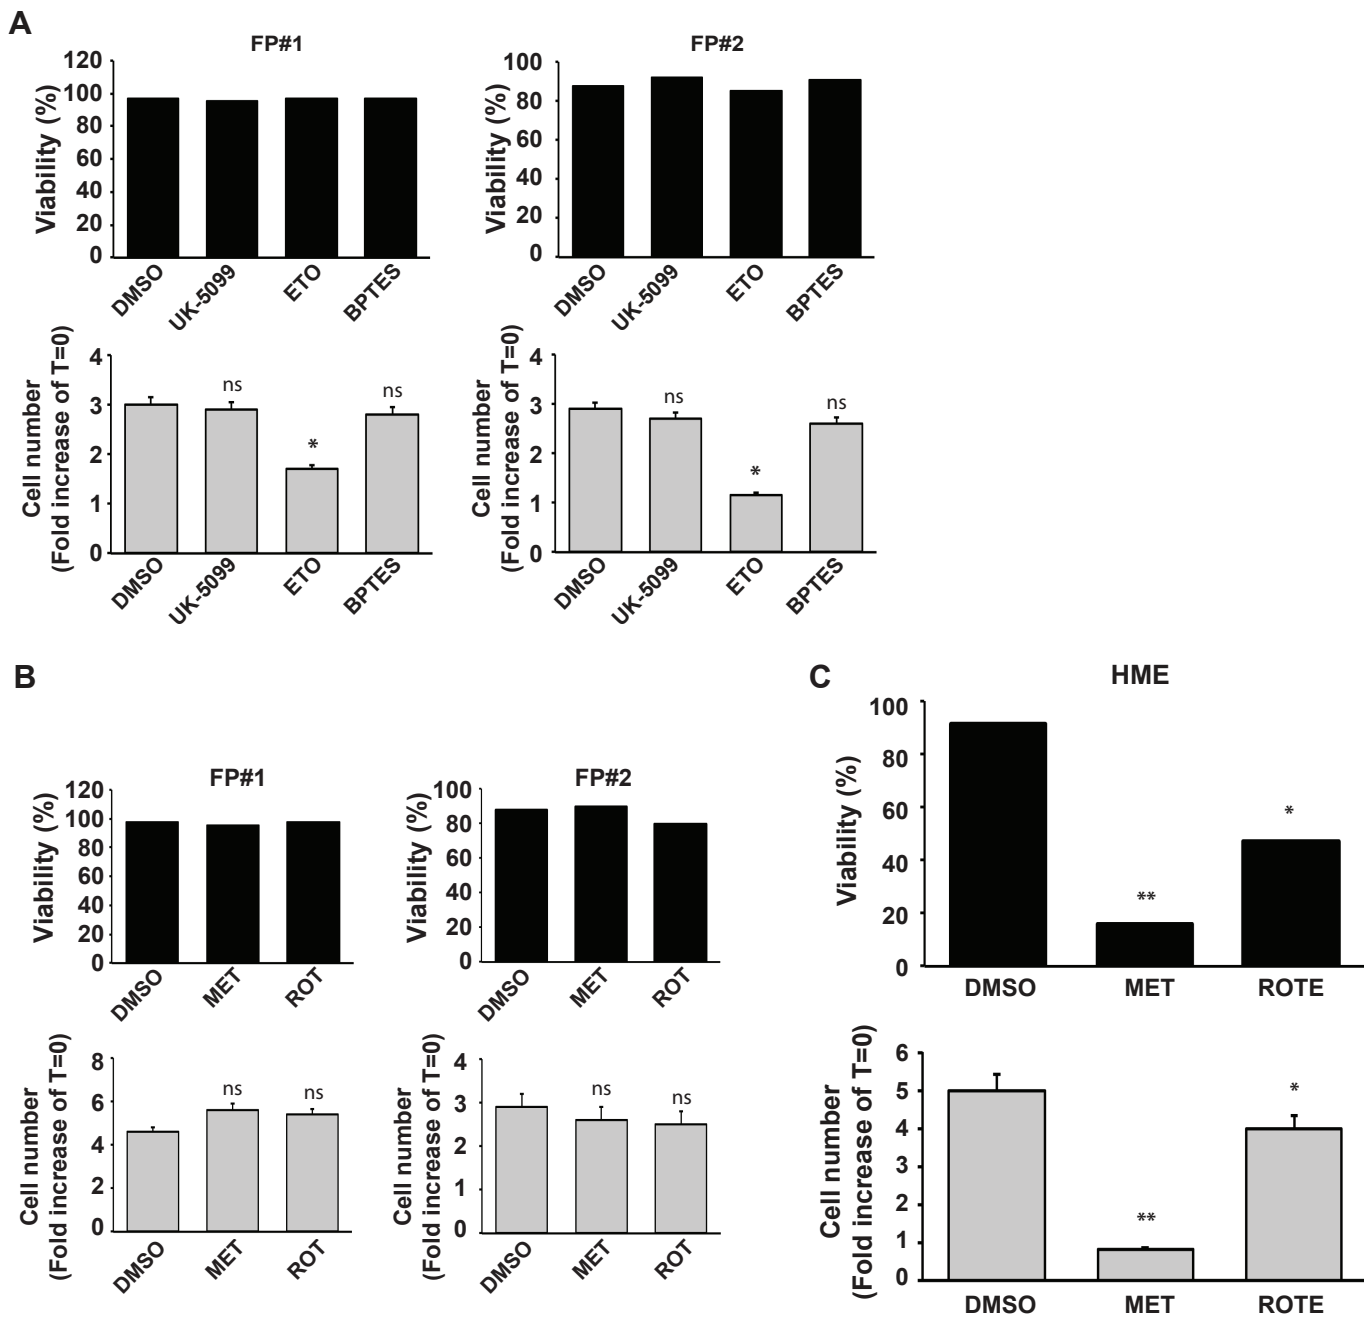 A
FP#1
FP#2
Viability (%)
120
100
80
60
40
20
0
DMSO
UK-5099
ETO
BPTES
Viability (%)
100
80
60
40
20
0
DMSO
UK-5099
ETO
BPTES
Cell number
(Fold increase of T=0)
4
3
2
1
0
ns
*
ns
DMSO
UK-5099
ETO
BPTES
Cell number
(Fold increase of T=0)
4
3
2
1
0
ns
*
ns
DMSO
UK-5099
ETO
BPTES
B
FP#1
FP#2
Viability (%)
120
100
80
60
40
20
0
DMSO
MET
ROT
Viability (%)
100
80
60
40
20
0
DMSO
MET
ROT
Cell number
(Fold increase of T=0)
8
6
4
2
0
ns
ns
DMSO
MET
ROT
Cell number
(Fold increase of T=0)
4
3
2
1
0
ns
ns
DMSO
MET
ROT
C
HME
Viability (%)
100
80
60
40
20
0
**
*
DMSO
MET
ROTE
Cell number
(Fold increase of T=0)
6
5
4
3
2
1
0
**
*
DMSO
MET
ROTE